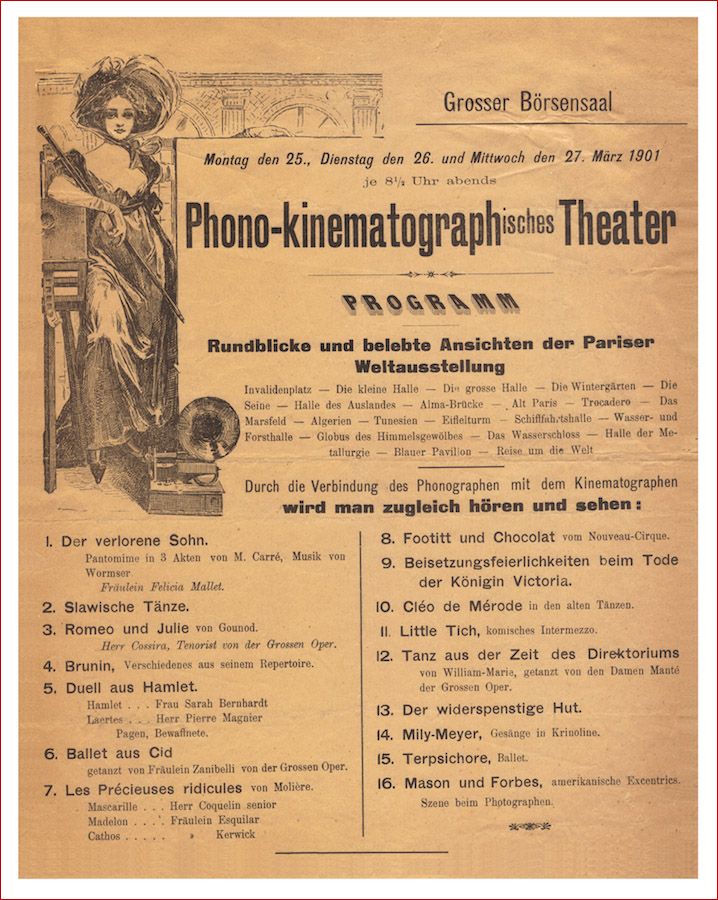 Grosser Börsensaal
Montag den 25., Dienstag den 26. und Mittwoch den 27. März 1901
je 8½ Uhr abends
Phono-kinematographisches Theater
PROGRAMM
Rundblicke und belebte Ansichten der Pariser
Weltausstellung
Invalidenplatz — Die kleine Halle — Die grosse Halle — Die Wintergärten — Die
Seine — Halle des Auslandes — Alma-Brücke — Alt Paris — Trocadero — Das
Marsfeld — Algerien — Tunesien — Eiffelturm — Schiffahrtshalle — Wasser- und
Forsthalle — Globus des Himmelsgewölbes — Das Wasserschloss — Halle der Me-
tallurgie — Blauer Pavillon — Reise um die Welt
Durch die Verbindung des Phonographen mit dem Kinematographen
wird man zugleich hören und sehen:
1. Der verlorene Sohn.
Pantomime in 3 Akten von M. Carré, Musik von
Wormser
Fräulein Felicia Mallet.
2. Slawische Tänze.
3. Romeo und Julie von Gounod.
Herr Cossira, Tenorist von der Grossen Oper.
4. Brunin, Verschiedenes aus seinem Repertoire.
5. Duell aus Hamlet.
Hamlet . . . Frau Sarah Bernhardt
Laertes . . . Herr Pierre Magnier
Pagen, Bewaffnete.
6. Ballet aus Cid
getanzt von Fräulein Zanibelli von der Grossen Oper.
7. Les Précieuses ridicules von Molière.
Mascarille . . . Herr Coquelin senior
Madelon . . . . Fräulein Esquilar
Cathos . . . . . » Kerwick
8. Footitt und Chocolat vom Nouveau-Cirque.
9. Beisetzungsfeierlichkeiten beim Tode
der Königin Victoria.
10. Cléo de Mérode in den alten Tänzen.
11. Little Tich, komisches Intermezzo.
12. Tanz aus der Zeit des Direktoriums
von William-Marie, getanzt von den Damen Manté
der Grossen Oper.
13. Der widerspenstige Hut.
14. Mily-Meyer, Gesänge in Krinoline.
15. Terpsichore, Ballet.
16. Mason und Forbes, amerikanische Excentrics.
Szene beim Photographen.